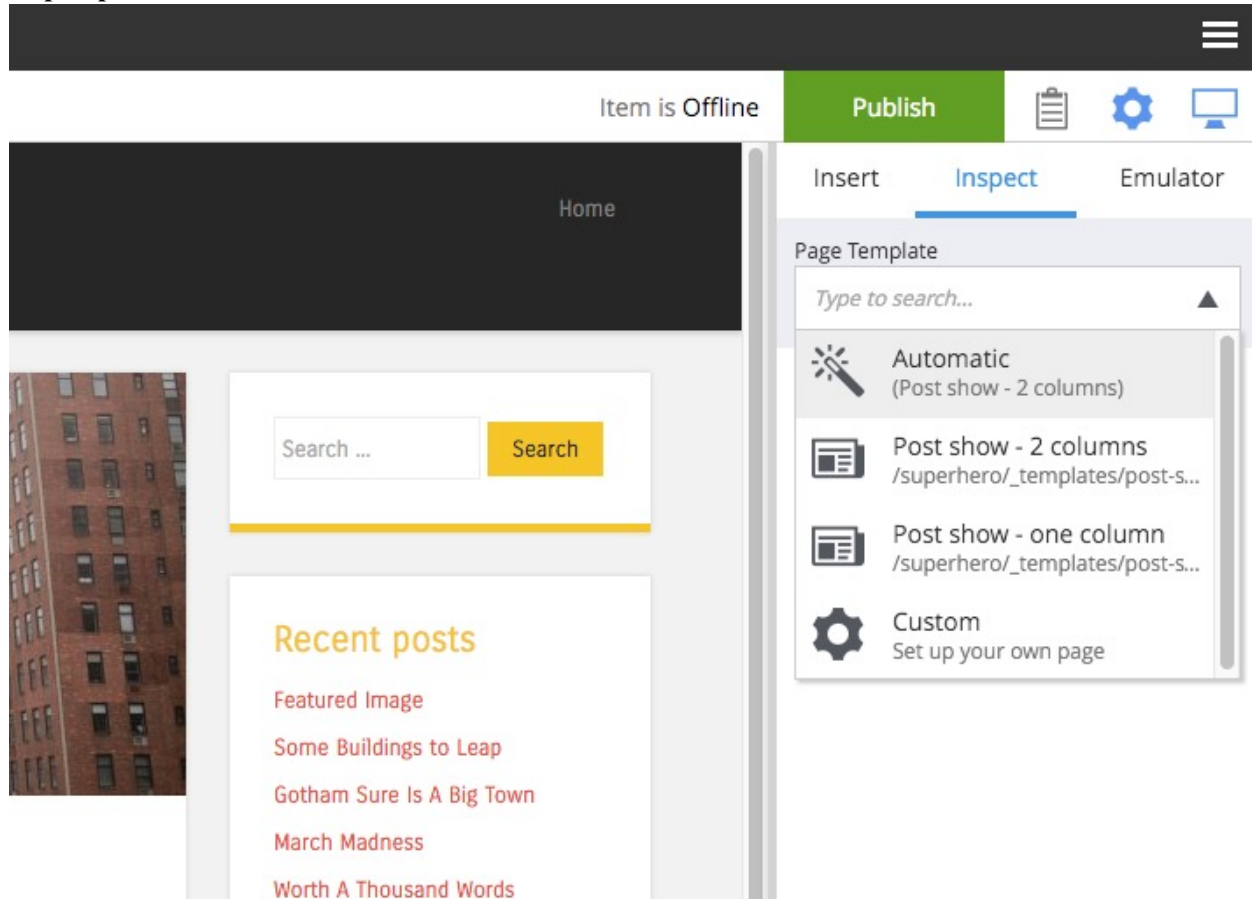 Item is Offline
Publish
Home
Search ...
Search
Recent posts
Featured Image
Some Buildings to Leap
Gotham Sure Is A Big Town
March Madness
Worth A Thousand Words
Insert
Inspect
Emulator
Page Template
Type to search...
Automatic
(Post show - 2 columns)
Post show - 2 columns
/superhero/_templates/post-s...
Post show - one column
/superhero/_templates/post-s...
Custom
Set up your own page